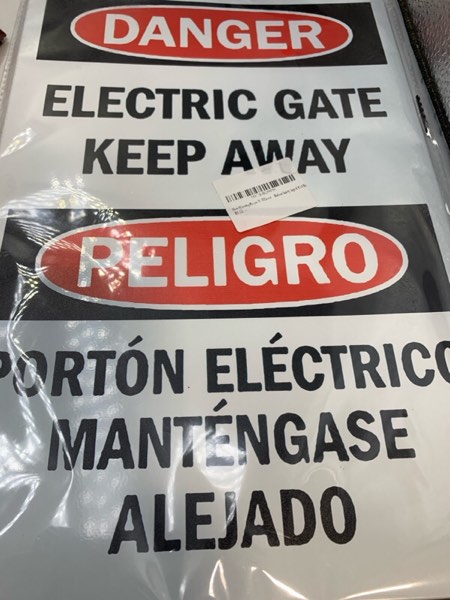 DANGER
ELECTRIC GATE
KEEP AWAY
PELIGRO
PORTÓN ELÉCTRICO
MANTÉNGASE
ALEJADO